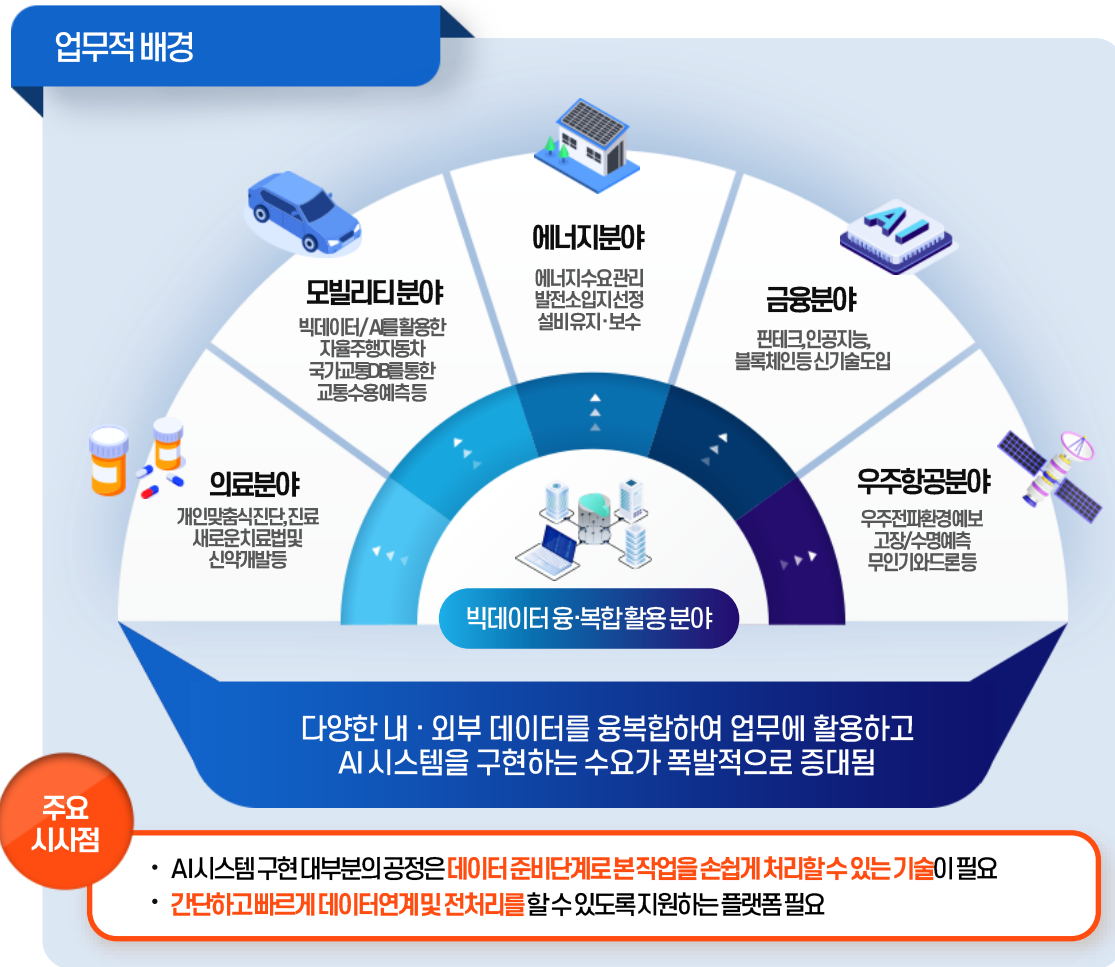 업무적 배경
에너지분야
에너지수요관리
발전소입지선정
설비유지·보수
모빌리티 분야
빅데이터/ AI를 활용한
자율주행자동차
국가교통DB를 통한
교통수용예측 등
금융분야
핀테크, 인공지능,
블록체인 등 신기술 도입
의료분야
개인맞춤식 진단, 진료
새로운 치료법 및
신약개발 등
우주항공분야
우주전파환경예보
고장/수명예측
무인기와 드론 등
AI
빅데이터 융·복합 활용 분야
다양한 내 · 외부 데이터를 융복합하여 업무에 활용하고
AI 시스템을 구현하는 수요가 폭발적으로 증대됨
주요
시사점
• AI시스템 구현 대부분의 공정은 데이터 준비단계로 본 작업을 손쉽게 처리할 수 있는 기술이 필요
• 간단하고 빠르게 데이터연계 및 전처리를 할 수 있도록 지원하는 플랫폼 필요